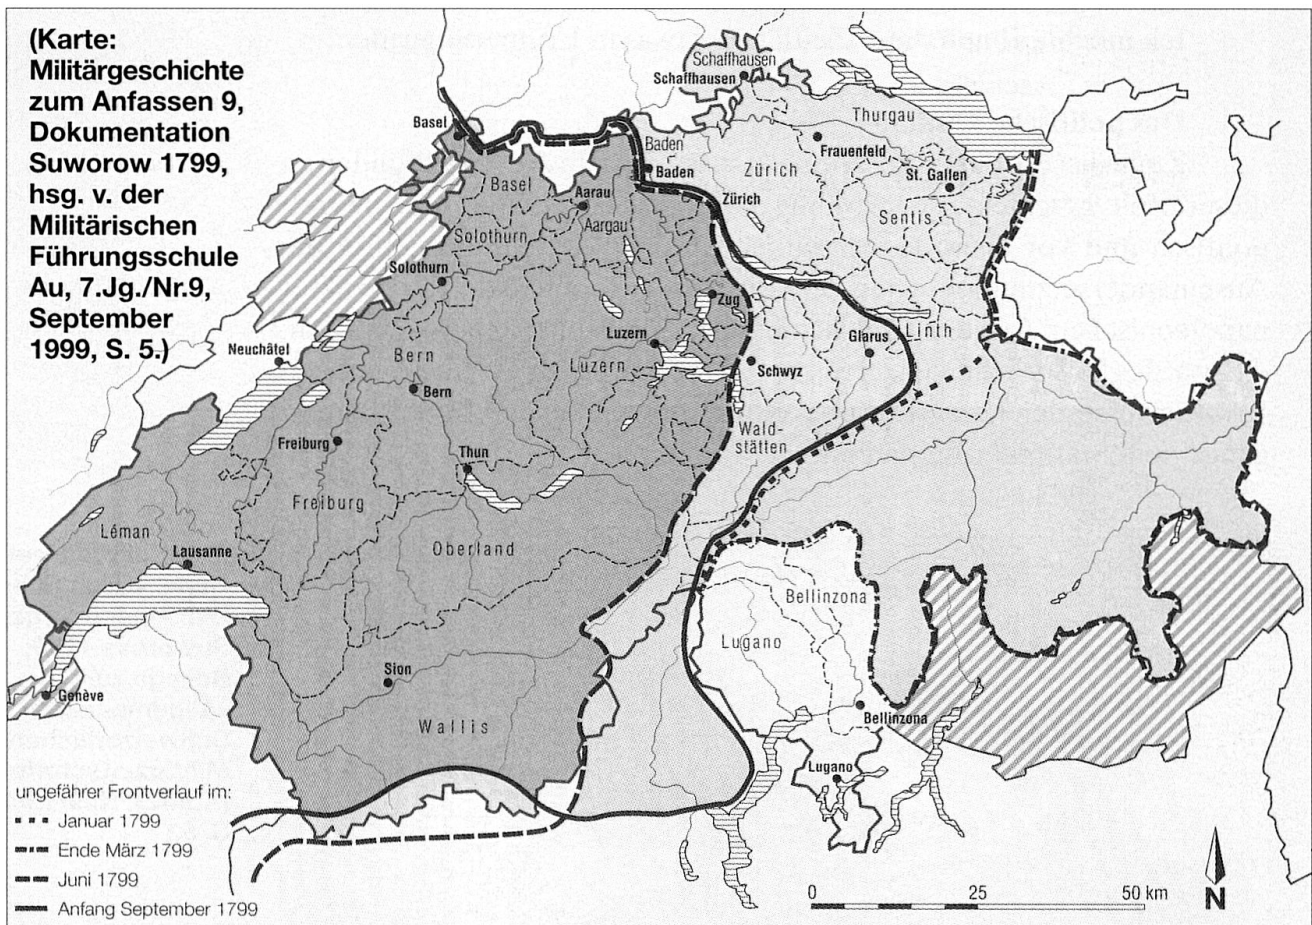 (Karte:
Militärgeschichte
zum Anfassen 9,
Dokumentation
Suworow 1799,
hsg. v. der
Militärischen
Führungsschule
Au, 7.Jg./Nr.9,
September
1999, S. 5.)
Schaffhausen
Schaffhausen
Thurgau
Basel
Baden
Baden
Frauenfeld
Zürich
St. Gallen
Basel
Aarau
Zürich
Aargau
Sentis
Solothurn
Solothurn
Zug
Neuchâtel
Bern
Luzern
Luzern
Glarus
Linth
Schwyz
Bern
Freiburg
Thun
Wald-
stätten
Freiburg
Léman
Lausanne
Oberland
Bellinzona
Lugano
Sion
Genève
Wallis
Bellinzona
Lugano
ungefährer Frontverlauf im:
Januar 1799
Ende März 1799
Juni 1799
Anfang September 1799
0 25 50 km
N